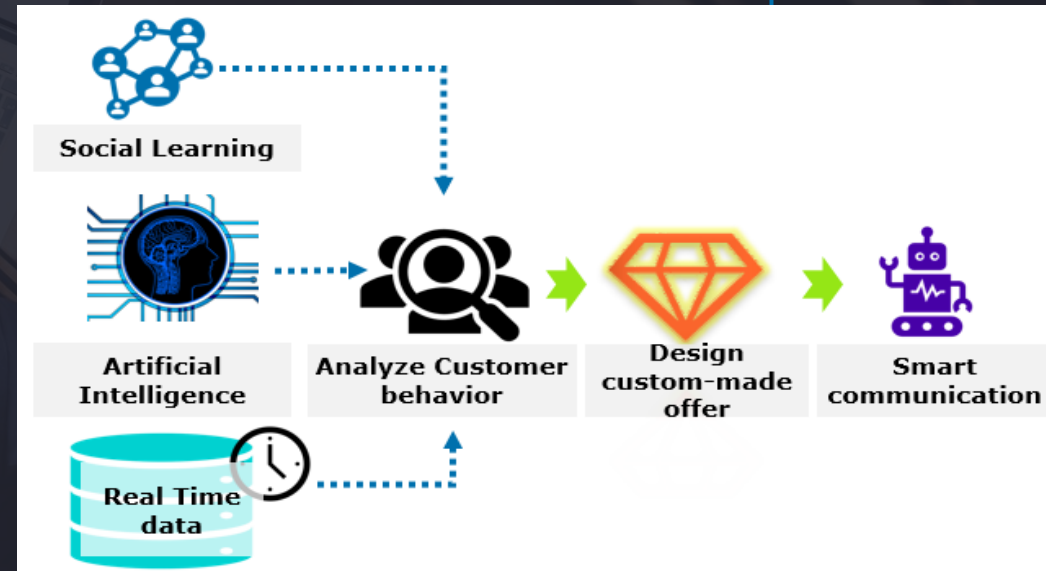 Social Learning
Artificial
Intelligence
Analyze Customer
behavior
Design
custom-made
offer
Smart
communication
Real Time
data